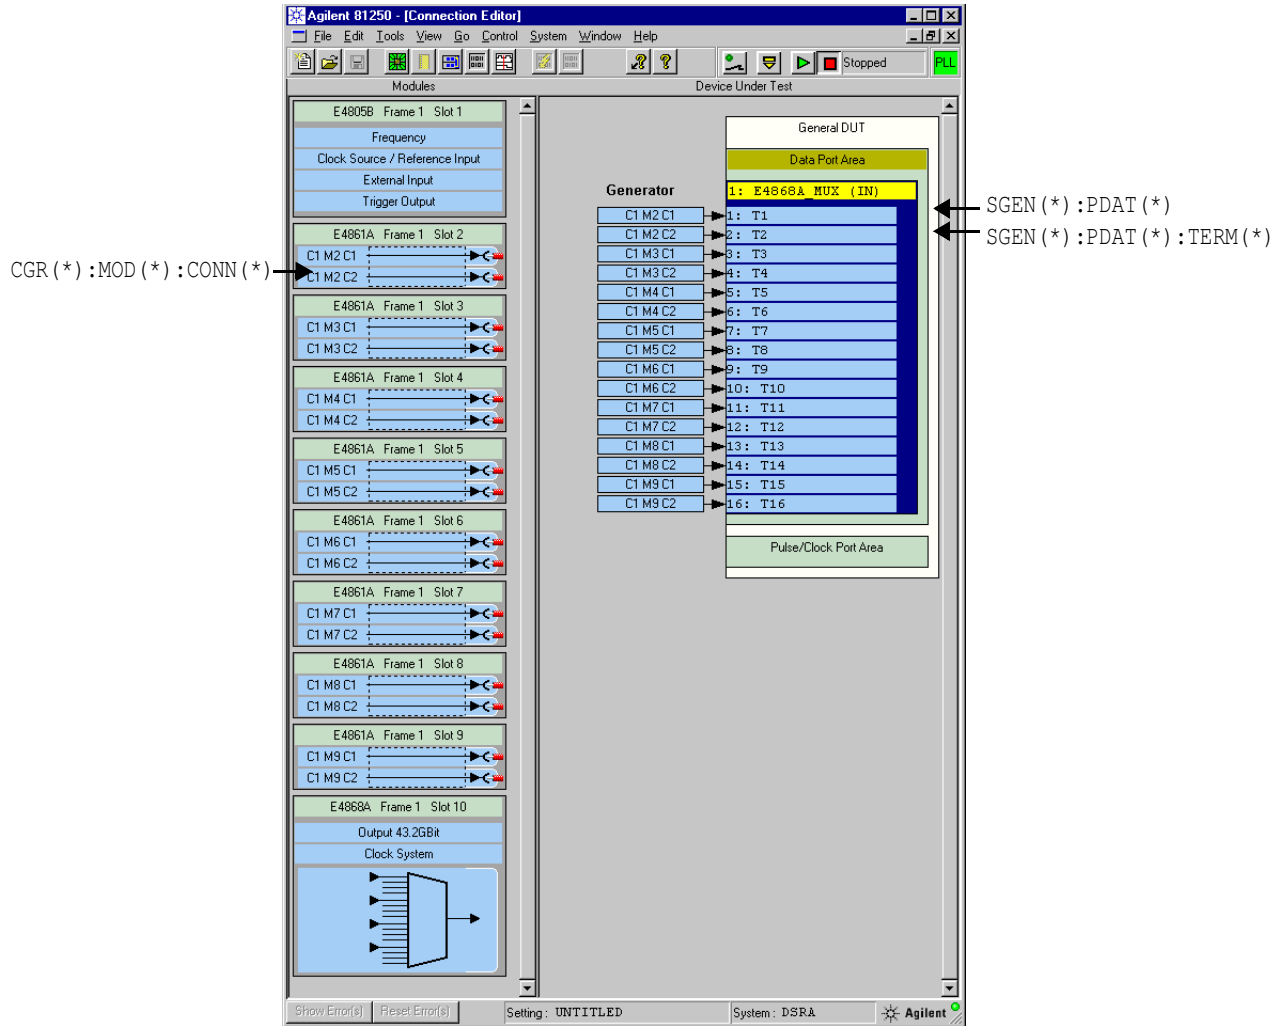 Agilent 81250 - [Connection Editor]
File Edit Tools View Go Control System Window Help
Stopped
PLL
Modules
Device Under Test
E4805B Frame 1 Slot 1
Frequency
Clock Source / Reference Input
External Input
Trigger Output
E4861A Frame 1 Slot 2
C1 M2 C1
C1 M2 C2
E4861A Frame 1 Slot 3
C1 M3 C1
C1 M3 C2
E4861A Frame 1 Slot 4
C1 M4 C1
C1 M4 C2
E4861A Frame 1 Slot 5
C1 M5 C1
C1 M5 C2
E4861A Frame 1 Slot 6
C1 M6 C1
C1 M6 C2
E4861A Frame 1 Slot 7
C1 M7 C1
C1 M7 C2
E4861A Frame 1 Slot 8
C1 M8 C1
C1 M8 C2
E4861A Frame 1 Slot 9
C1 M9 C1
C1 M9 C2
E4868A Frame 1 Slot 10
Output 43.2GBit
Clock System
CGR(*):MOD(*):CONN(*)
General DUT
Data Port Area
Generator
1: E4868A_MUX (IN)
C1 M2 C1 1: T1
C1 M2 C2 2: T2
C1 M3 C1 3: T3
C1 M3 C2 4: T4
C1 M4 C1 5: T5
C1 M4 C2 6: T6
C1 M5 C1 7: T7
C1 M5 C2 8: T8
C1 M6 C1 9: T9
C1 M6 C2 10: T10
C1 M7 C1 11: T11
C1 M7 C2 12: T12
C1 M8 C1 13: T13
C1 M8 C2 14: T14
C1 M9 C1 15: T15
C1 M9 C2 16: T16
Pulse/Clock Port Area
SGEN(*):PDAT(*)
SGEN(*):PDAT(*):TERM(*)
Show Error(s) Reset Error(s)
Setting: UNTITLED
System: DSRA
Agilent